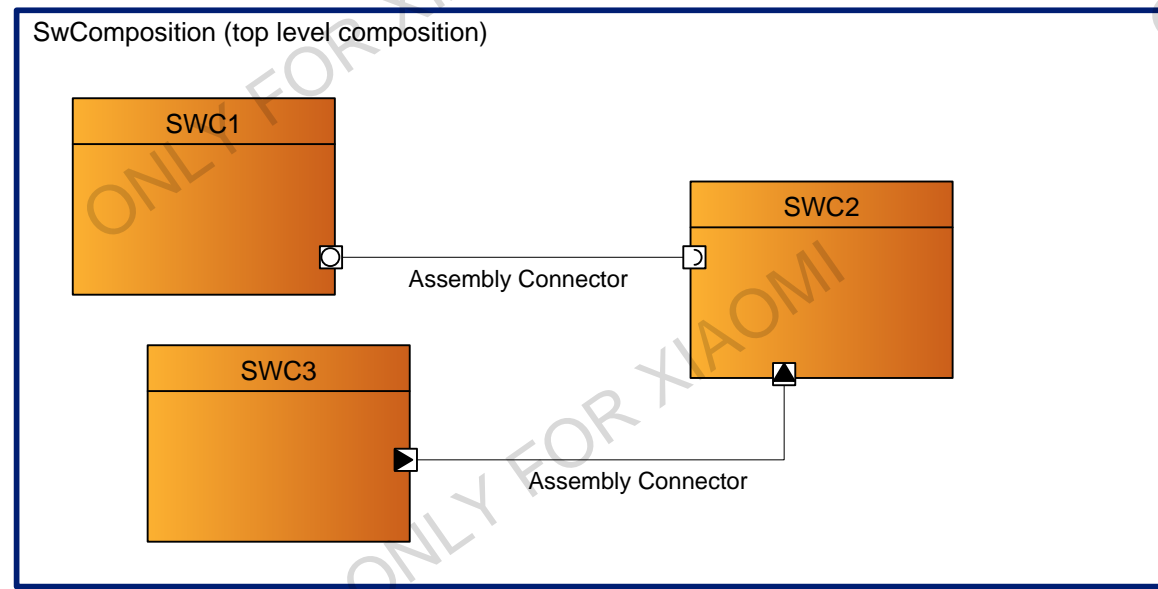 SwComposition (top level composition)
SWC1
SWC2
Assembly Connector
SWC3
Assembly Connector
ONLY FOR XIAOMI